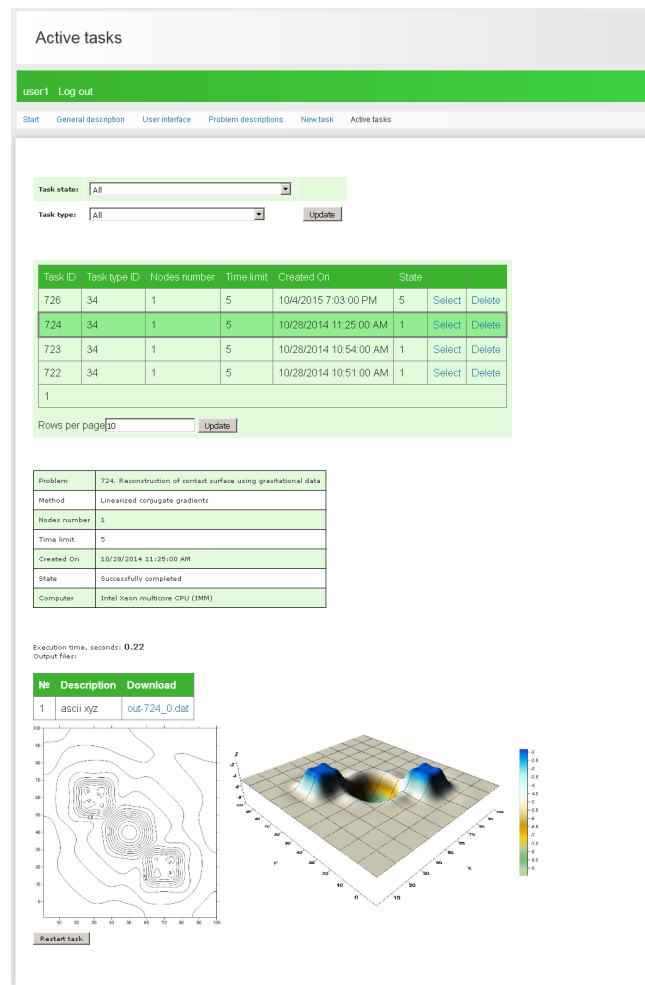 Active tasks
user1 Log out
Start General description User interface Problem descriptions New task Active tasks
Task state: All
Task type: All Update
Task ID Task type ID Nodes number Time limit Created On State
726 34 1 5 10/4/2015 7:03:00 PM 5 Select Delete
724 34 1 5 10/28/2014 11:25:00 AM 1 Select Delete
723 34 1 5 10/28/2014 10:54:00 AM 1 Select Delete
722 34 1 5 10/28/2014 10:51:00 AM 1 Select Delete
1
Rows per page 10 Update
Problem 724. Reconstruction of contact surface using gravitational data
Method Linearized conjugate gradients
Nodes number 1
Time limit 5
Created On 10/28/2014 11:25:00 AM
State Successfully completed
Computer Intel Xeon multicore CPU (IMM)
Execution time, seconds: 0.22
Output files:
№ Description Download
1 ascii xyz out-724_0.dat
Z
Y
X
Restart task